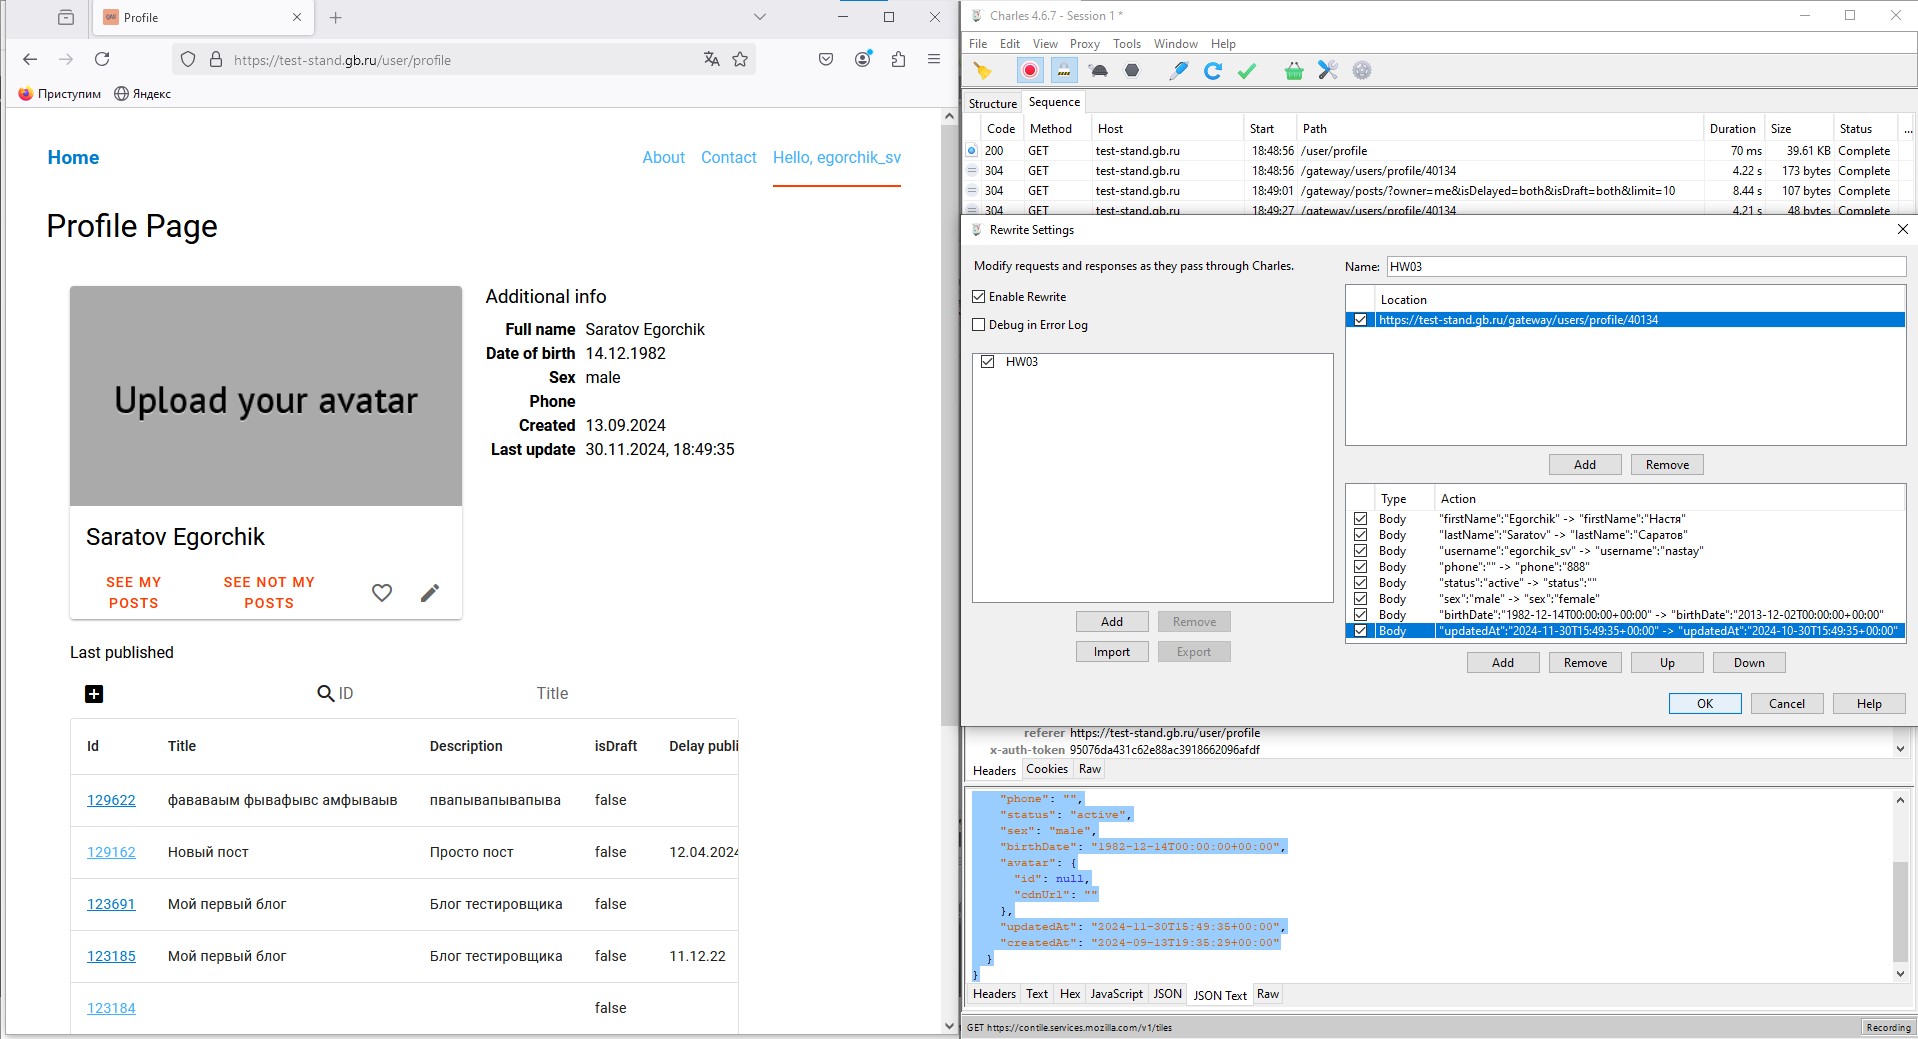 Profile
https://test-stand.gb.ru/user/profile
Приступим
Яндекс
Home
About
Contact
Hello, egorchik_sv
Profile Page
Upload your avatar
Saratov Egorchik
SEE MY POSTS
SEE NOT MY POSTS
Additional info
Full name Saratov Egorchik
Date of birth 14.12.1982
Sex male
Phone
Created 13.09.2024
Last update 30.11.2024, 18:49:35
Last published
ID
Title
Id Title Description isDraft Delay publi
129622 фававаым фывафывс амфываыв пвапывапывапыва false
129162 Новый пост Просто пост false 12.04.2024
123691 Мой первый блог Блог тестировщика false
123185 Мой первый блог Блог тестировщика false 11.12.22
123184 false
Charles 4.6.7 - Session 1 *
File Edit View Proxy Tools Window Help
Structure Sequence
Code Method Host Start Path Duration Size Status ...
200 GET test-stand.gb.ru 18:48:56 /user/profile 70 ms 39.61 KB Complete
304 GET test-stand.gb.ru 18:48:56 /gateway/users/profile/40134 4.22 s 173 bytes Complete
304 GET test-stand.gb.ru 18:49:01 /gateway/posts/?owner=me&isDelayed=both&isDraft=both&limit=10 8.44 s 107 bytes Complete
304 GET test-stand.gb.ru 18:49:27 /gateway/users/profile/40134 4.21 s 48 bytes Complete
Rewrite Settings
Modify requests and responses as they pass through Charles.
Enable Rewrite
Debug in Error Log
HW03
Add Remove
Import Export
Name: HW03
Location
https://test-stand.gb.ru/gateway/users/profile/40134
Add Remove
Type Action
Body "firstName":"Egorchik" -> "firstName":"Настя"
Body "lastName":"Saratov" -> "lastName":"Саратов"
Body "username":"egorchik_sv" -> "username":"nastay"
Body "phone":"" -> "phone":"888"
Body "status":"active" -> "status":""
Body "sex":"male" -> "sex":"female"
Body "birthDate":"1982-12-14T00:00:00+00:00" -> "birthDate":"2013-12-02T00:00:00+00:00"
Body "updatedAt":"2024-11-30T15:49:35+00:00" -> "updatedAt":"2024-10-30T15:49:35+00:00"
Add Remove Up Down
OK Cancel Help
referer https://test-stand.gb.ru/user/profile
x-auth-token 95076da431c62e88ac3918662096afdf
Headers Cookies Raw
"phone": "",
"status": "active",
"sex": "male",
"birthDate": "1982-12-14T00:00:00+00:00",
"avatar": {
"id": null,
"cdnUrl": ""
},
"updatedAt": "2024-11-30T15:49:35+00:00",
"createdAt": "2024-09-13T19:35:29+00:00"
}
}
Headers Text Hex JavaScript JSON JSON Text Raw
GET https://contile.services.mozilla.com/v1/tiles
Recording